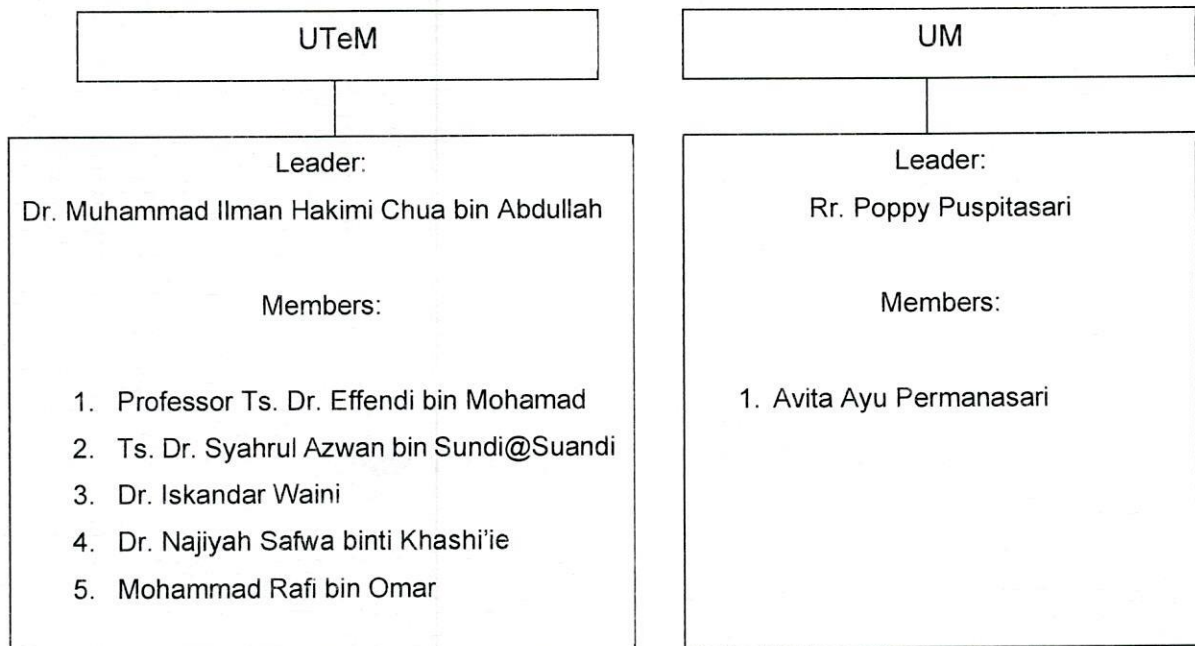 UTeM
Leader:
Dr. Muhammad Ilman Hakimi Chua bin Abdullah
Members:
1. Professor Ts. Dr. Effendi bin Mohamad
2. Ts. Dr. Syahrul Azwan bin Sundi@Suandi
3. Dr. Iskandar Waini
4. Dr. Najiyah Safwa binti Khashi'ie
5. Mohammad Rafi bin Omar
UM
Leader:
Rr. Poppy Puspitasari
Members:
1. Avita Ayu Permanasari